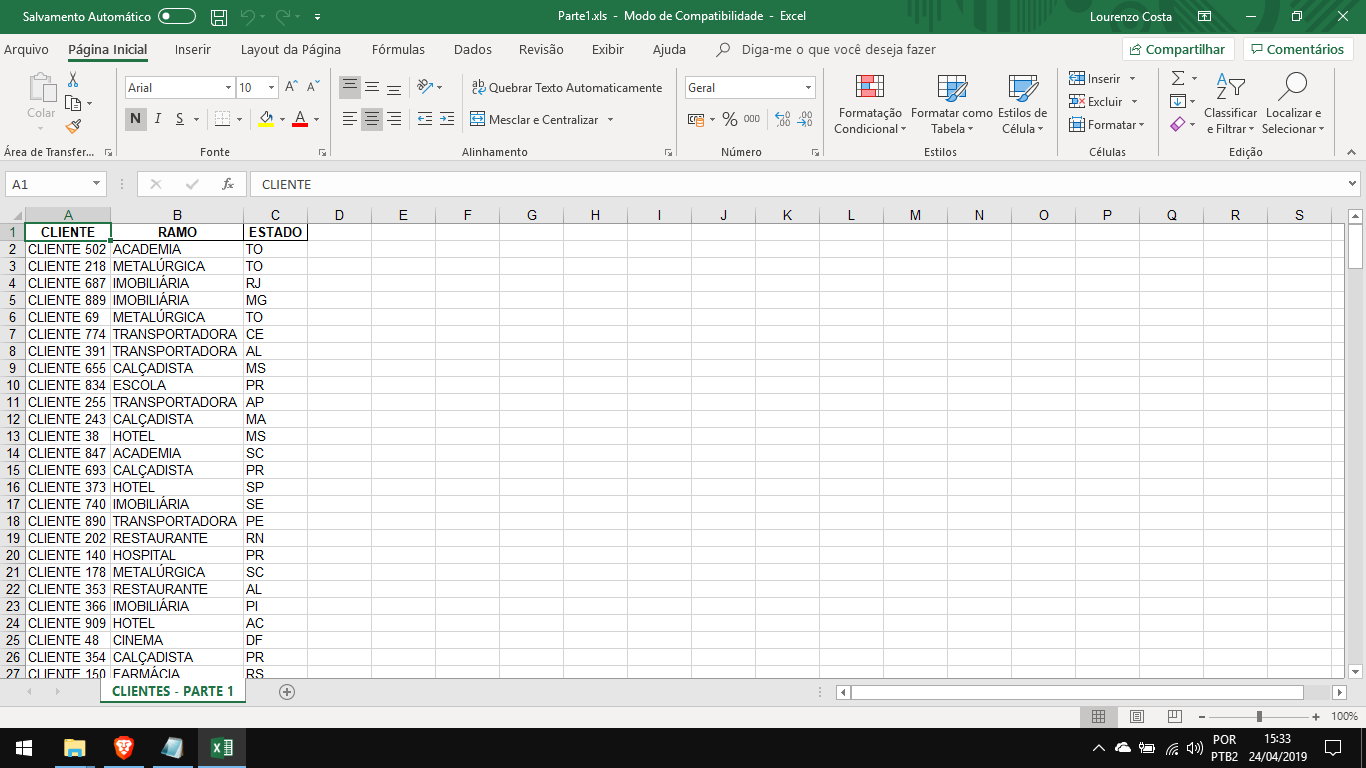 Salvamento Automático
Parte1.xls - Modo de Compatibilidade - Excel
Lourenzo Costa
Arquivo Página Inicial Inserir Layout da Página Fórmulas Dados Revisão Exibir Ajuda Diga-me o que você deseja fazer Compartilhar Comentários
Colar
Área de Transfer...
Arial 10
N I S
Fonte
Quebrar Texto Automaticamente
Mesclar e Centralizar
Alinhamento
Geral
% 000
Número
Formatação Condicional
Formatar como Tabela
Estilos de Célula
Estilos
Inserir
Excluir
Formatar
Células
Classificar e Filtrar
Localizar e Selecionar
Edição
A1 fx CLIENTE
A B C D E F G H I J K L M N O P Q R S
1 CLIENTE RAMO ESTADO
2 CLIENTE 502 ACADEMIA TO
3 CLIENTE 218 METALÚRGICA TO
4 CLIENTE 687 IMOBILIÁRIA RJ
5 CLIENTE 889 IMOBILIÁRIA MG
6 CLIENTE 69 METALÚRGICA TO
7 CLIENTE 774 TRANSPORTADORA CE
8 CLIENTE 391 TRANSPORTADORA AL
9 CLIENTE 655 CALÇADISTA MS
10 CLIENTE 834 ESCOLA PR
11 CLIENTE 255 TRANSPORTADORA AP
12 CLIENTE 243 CALÇADISTA MA
13 CLIENTE 38 HOTEL MS
14 CLIENTE 847 ACADEMIA SC
15 CLIENTE 693 CALÇADISTA PR
16 CLIENTE 373 HOTEL SP
17 CLIENTE 740 IMOBILIÁRIA SE
18 CLIENTE 890 TRANSPORTADORA PE
19 CLIENTE 202 RESTAURANTE RN
20 CLIENTE 140 HOSPITAL PR
21 CLIENTE 178 METALÚRGICA SC
22 CLIENTE 353 RESTAURANTE AL
23 CLIENTE 366 IMOBILIÁRIA PI
24 CLIENTE 909 HOTEL AC
25 CLIENTE 48 CINEMA DF
26 CLIENTE 354 CALÇADISTA PR
27 CLIENTE 150 FARMÁCIA RS
CLIENTES - PARTE 1
100%
POR 15:33
PTB2 24/04/2019